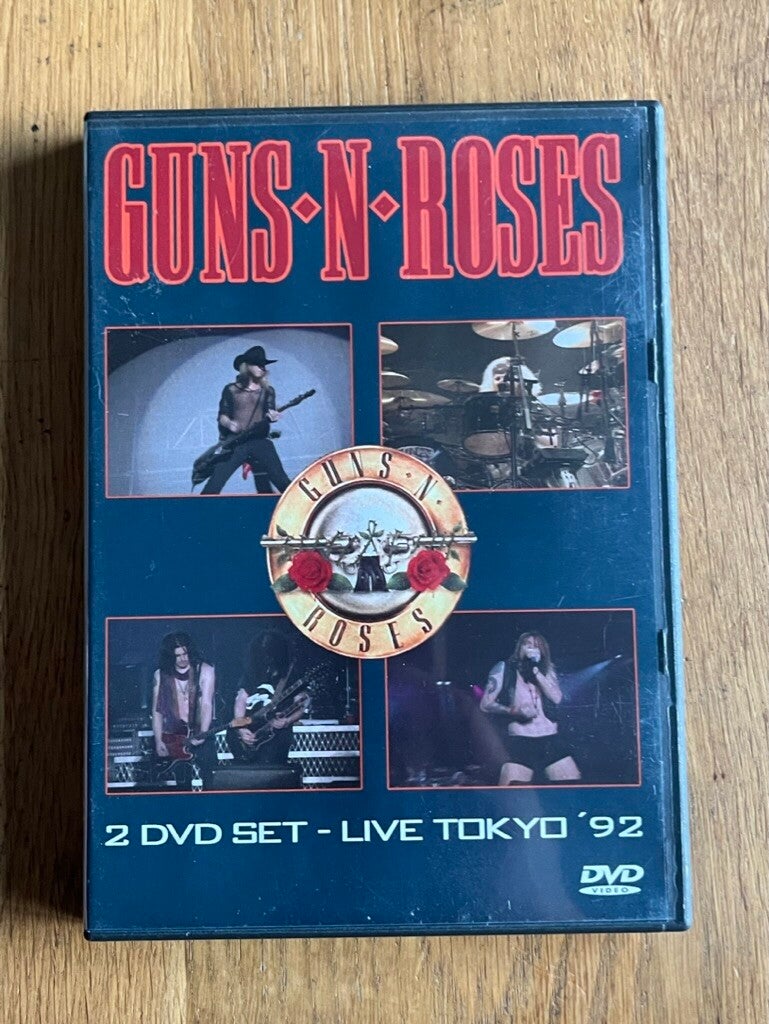 GUNS·N·ROSES
GUNS·N·
ROSES
2 DVD SET - LIVE TOKYO ´92
DVD
VIDEO